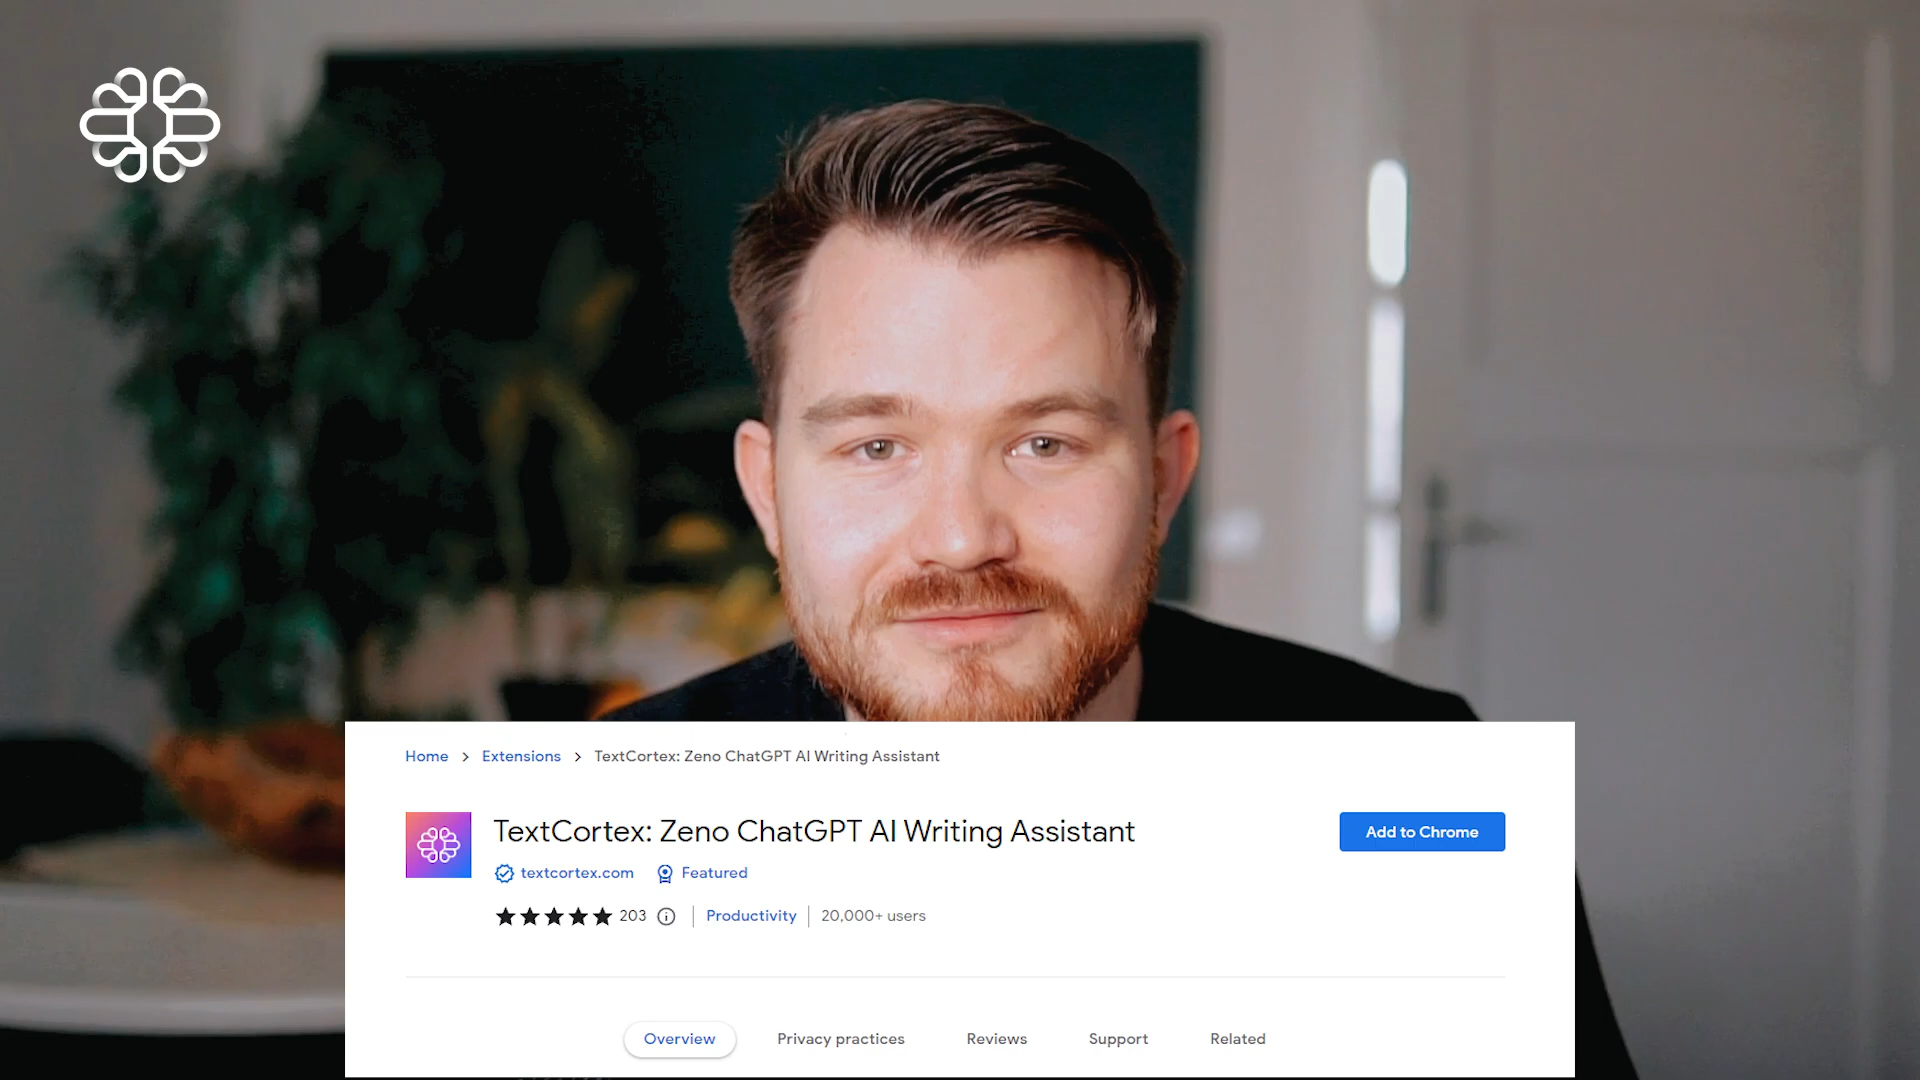 Home > Extensions > TextCortex: Zeno ChatGPT AI Writing Assistant
TextCortex: Zeno ChatGPT AI Writing Assistant
Add to Chrome
textcortex.com Featured
203 Productivity 20,000+ users
Overview Privacy practices Reviews Support Related